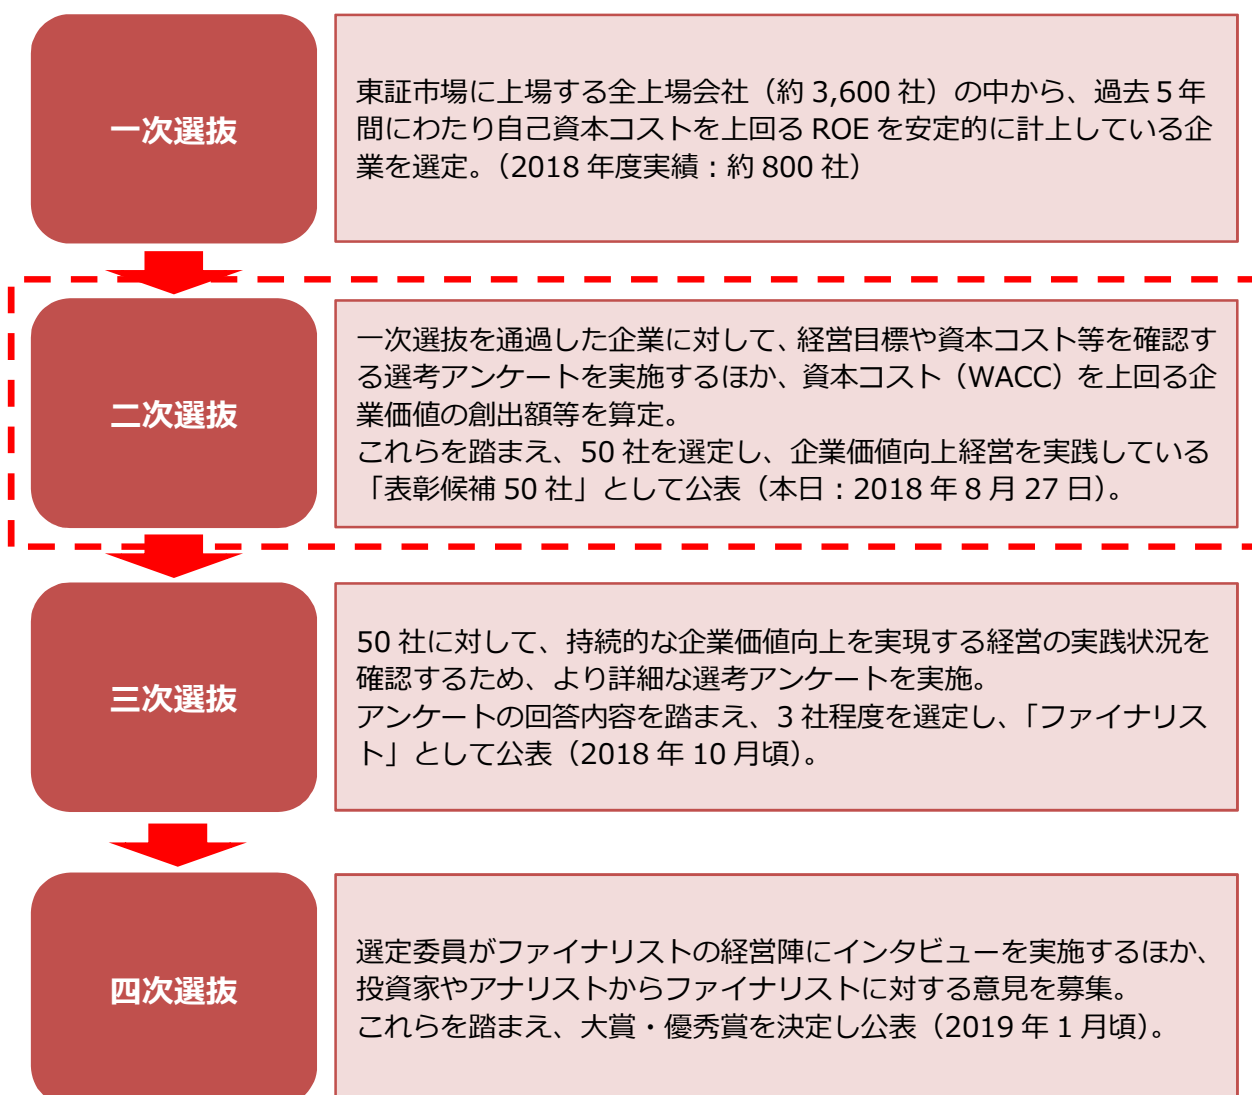 一次選抜
東証市場に上場する全上場会社（約 3,600 社）の中から、過去５年
間にわたり自己資本コストを上回る ROE を安定的に計上している企
業を選定。（2018 年度実績：約 800 社）
二次選抜
一次選抜を通過した企業に対して、経営目標や資本コスト等を確認す
る選考アンケートを実施するほか、資本コスト（WACC）を上回る企
業価値の創出額等を算定。
これらを踏まえ、50 社を選定し、企業価値向上経営を実践している
「表彰候補 50 社」として公表（本日：2018 年 8 月 27 日）。
三次選抜
50 社に対して、持続的な企業価値向上を実現する経営の実践状況を
確認するため、より詳細な選考アンケートを実施。
アンケートの回答内容を踏まえ、3 社程度を選定し、「ファイナリス
ト」として公表（2018 年 10 月頃）。
四次選抜
選定委員がファイナリストの経営陣にインタビューを実施するほか、
投資家やアナリストからファイナリストに対する意見を募集。
これらを踏まえ、大賞・優秀賞を決定し公表（2019 年 1 月頃）。